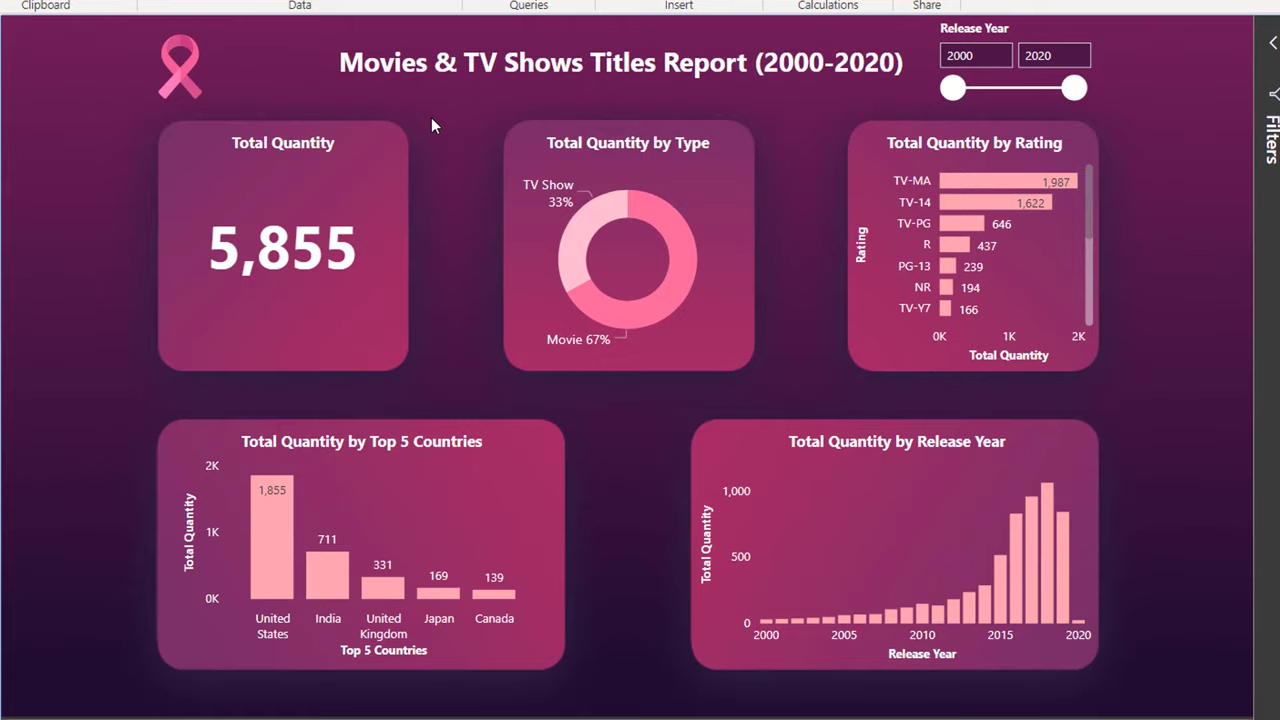 Clipboard
Data
Queries
Insert
Calculations
Share
Movies & TV Shows Titles Report (2000-2020)
Release Year
2000
2020
Filters
Total Quantity
5,855
Total Quantity by Type
TV Show
33%
Movie 67%
Total Quantity by Rating
Rating
TV-MA 1,987
TV-14 1,622
TV-PG 646
R 437
PG-13 239
NR 194
TV-Y7 166
0K 1K 2K
Total Quantity
Total Quantity by Top 5 Countries
Total Quantity
2K
1K
0K
1,855
711
331
169
139
United States
India
United Kingdom
Japan
Canada
Top 5 Countries
Total Quantity by Release Year
Total Quantity
1,000
500
0
2000 2005 2010 2015 2020
Release Year